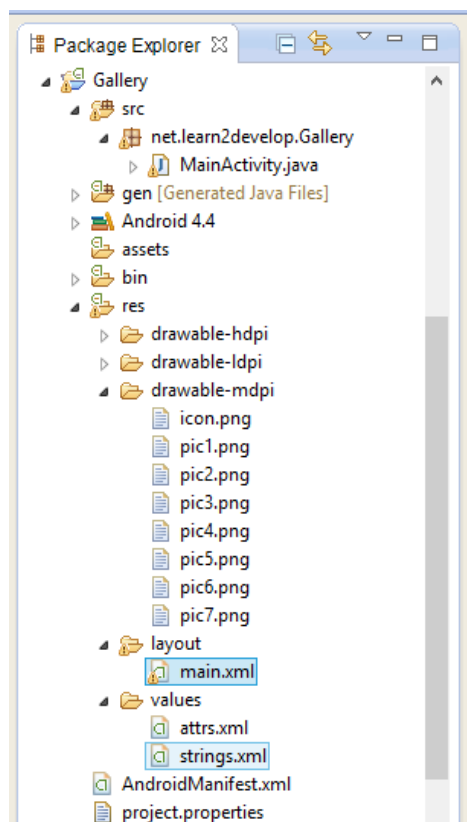 Package Explorer
Gallery
src
net.learn2develop.Gallery
MainActivity.java
gen [Generated Java Files]
Android 4.4
assets
bin
res
drawable-hdpi
drawable-ldpi
drawable-mdpi
icon.png
pic1.png
pic2.png
pic3.png
pic4.png
pic5.png
pic6.png
pic7.png
layout
main.xml
values
attrs.xml
strings.xml
AndroidManifest.xml
project.properties